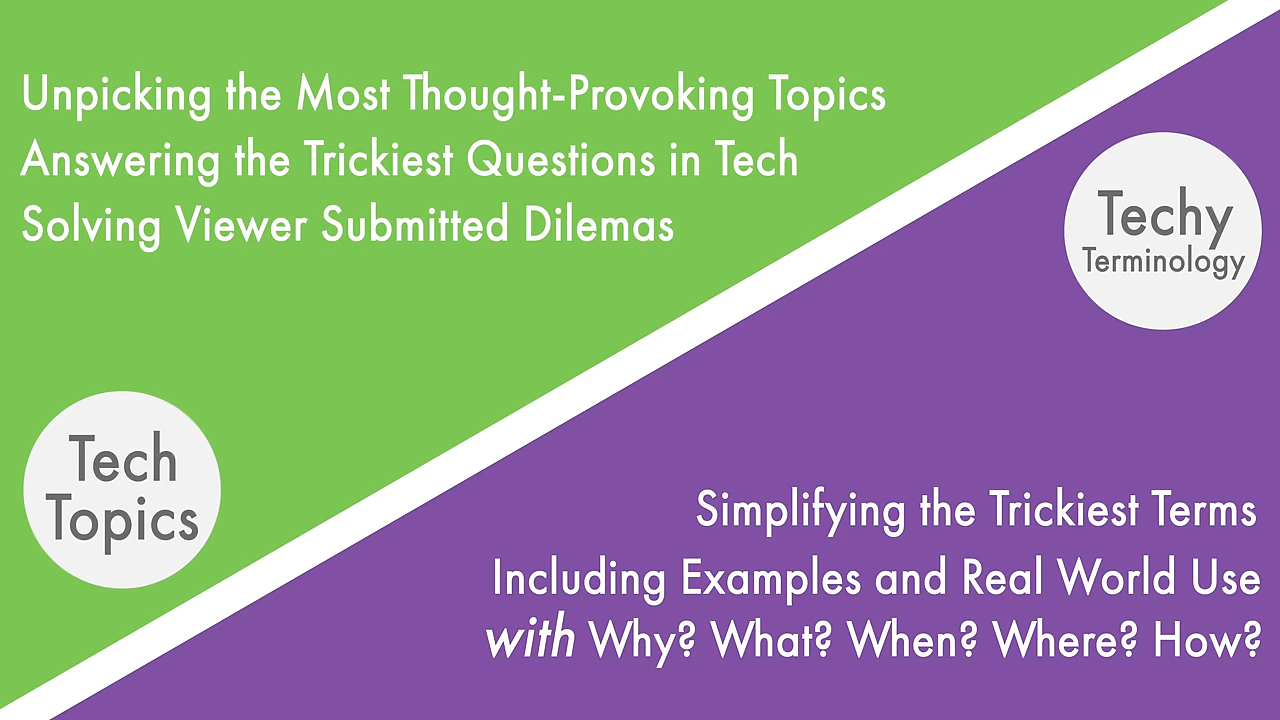 Unpicking the Most Thought-Provoking Topics
Answering the Trickiest Questions in Tech
Solving Viewer Submitted Dilemas
Techy
Terminology
Tech
Topics
Simplifying the Trickiest Terms
Including Examples and Real World Use
with Why? What? When? Where? How?